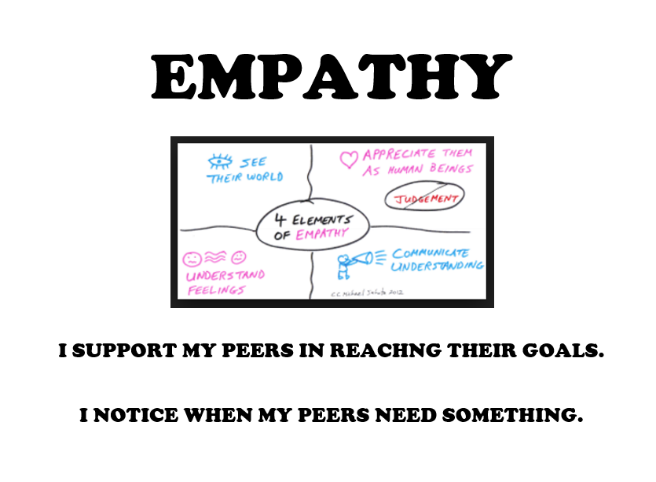 EMPATHY
SEE
THEIR WORLD
APPRECIATE THEM
AS HUMAN BEINGS
JUDGEMENT
4 ELEMENTS
OF EMPATHY
UNDERSTAND
FEELINGS
COMMUNICATE
UNDERSTANDING
CC Michael 2012
I SUPPORT MY PEERS IN REACHNG THEIR GOALS.
I NOTICE WHEN MY PEERS NEED SOMETHING.